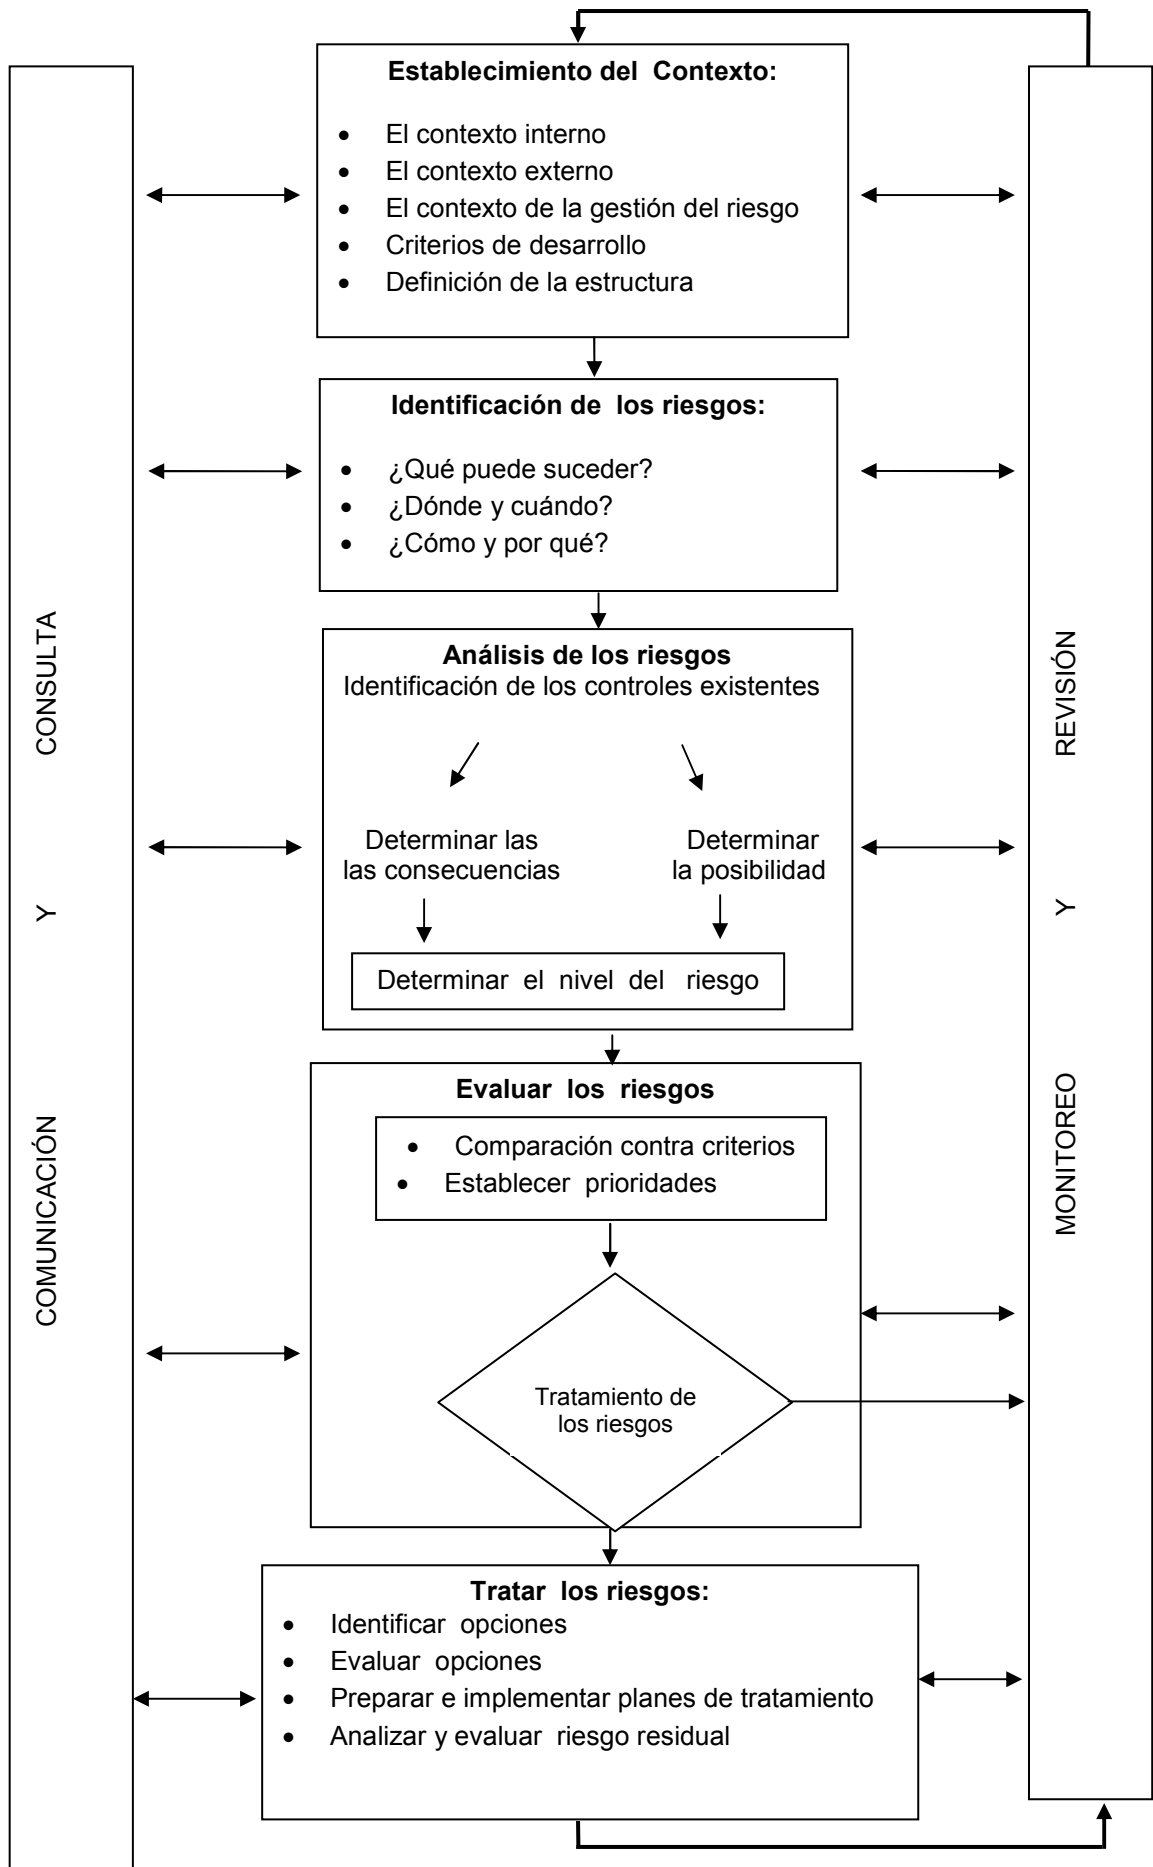 Establecimiento del Contexto:
• El contexto interno
• El contexto externo
• El contexto de la gestión del riesgo
• Criterios de desarrollo
• Definición de la estructura
Identificación de los riesgos:
• ¿Qué puede suceder?
• ¿Dónde y cuándo?
• ¿Cómo y por qué?
Análisis de los riesgos
Identificación de los controles existentes
Determinar las
las consecuencias
Determinar
la posibilidad
Determinar el nivel del riesgo
Evaluar los riesgos
• Comparación contra criterios
• Establecer prioridades
Tratamiento de
los riesgos
Tratar los riesgos:
• Identificar opciones
• Evaluar opciones
• Preparar e implementar planes de tratamiento
• Analizar y evaluar riesgo residual
COMUNICACIÓN Y CONSULTA
MONITOREO Y REVISIÓN